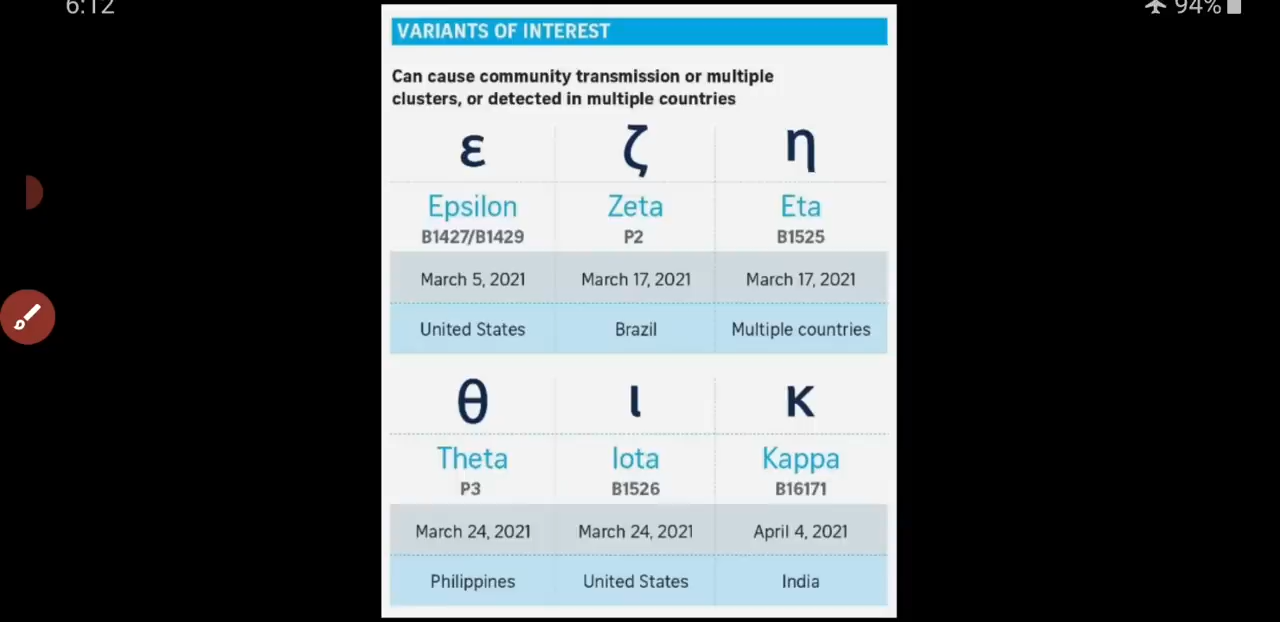 6:12 94%
VARIANTS OF INTEREST
Can cause community transmission or multiple
clusters, or detected in multiple countries
ε ζ η
Epsilon Zeta Eta
B1427/B1429 P2 B1525
March 5, 2021 March 17, 2021 March 17, 2021
United States Brazil Multiple countries
θ ι κ
Theta Iota Kappa
P3 B1526 B16171
March 24, 2021 March 24, 2021 April 4, 2021
Philippines United States India